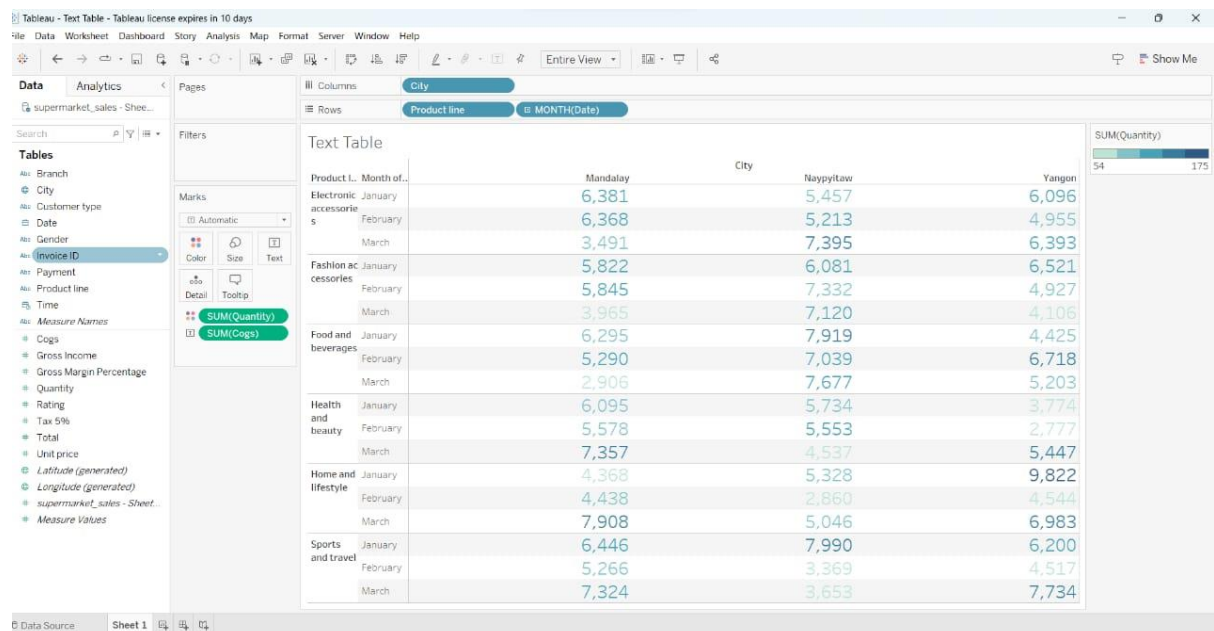 Tableau - Text Table - Tableau license expires in 10 days
File Data Worksheet Dashboard Story Analysis Map Format Server Window Help
Entire View
Show Me
Data Analytics
supermarket_sales - Shee...
Search
Tables
Abc Branch
City
Abc Customer type
Date
Abc Gender
Abc Invoice ID
Abc Payment
Abc Product line
Time
Abc Measure Names
# Cogs
# Gross Income
# Gross Margin Percentage
# Quantity
# Rating
# Tax 5%
# Total
# Unit price
Latitude (generated)
Longitude (generated)
# supermarket_sales - Sheet...
# Measure Values
Pages
Filters
Marks
Automatic
Color Size Text
Detail Tooltip
SUM(Quantity)
SUM(Cogs)
Columns City
Rows Product line MONTH(Date)
Text Table
City
Product l.. Month of.. Mandalay Naypyitaw Yangon
Electronic January 6,381 5,457 6,096
accessorie
s February 6,368 5,213 4,955
March 3,491 7,395 6,393
Fashion ac January 5,822 6,081 6,521
cessories
February 5,845 7,332 4,927
March 3,965 7,120 4,106
Food and January 6,295 7,919 4,425
beverages
February 5,290 7,039 6,718
March 2,906 7,677 5,203
Health January 6,095 5,734 3,774
and
beauty February 5,578 5,553 2,777
March 7,357 4,537 5,447
Home and January 4,368 5,328 9,822
lifestyle
February 4,438 2,860 4,544
March 7,908 5,046 6,983
Sports January 6,446 7,990 6,200
and travel
February 5,266 3,369 4,517
March 7,324 3,653 7,734
SUM(Quantity)
54 175
Data Source Sheet 1